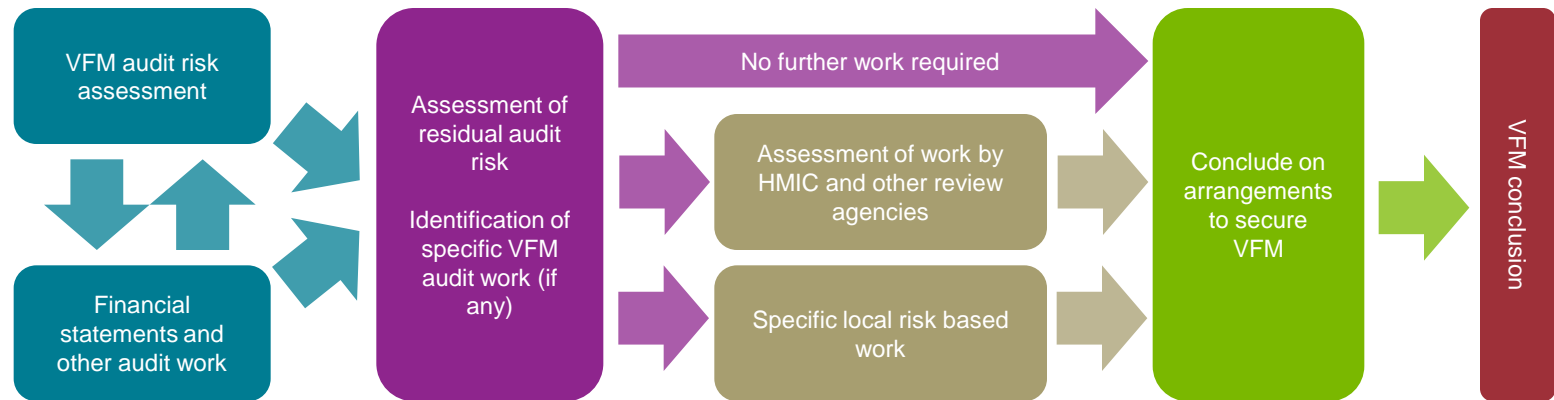 VFM audit risk
assessment
Financial
statements and
other audit work
Assessment of
residual audit
risk
Identification of
specific VFM
audit work (if
any)
No further work required
Assessment of work by
HMIC and other review
agencies
Specific local risk based
work
Conclude on
arrangements
to secure
VFM
VFM conclusion